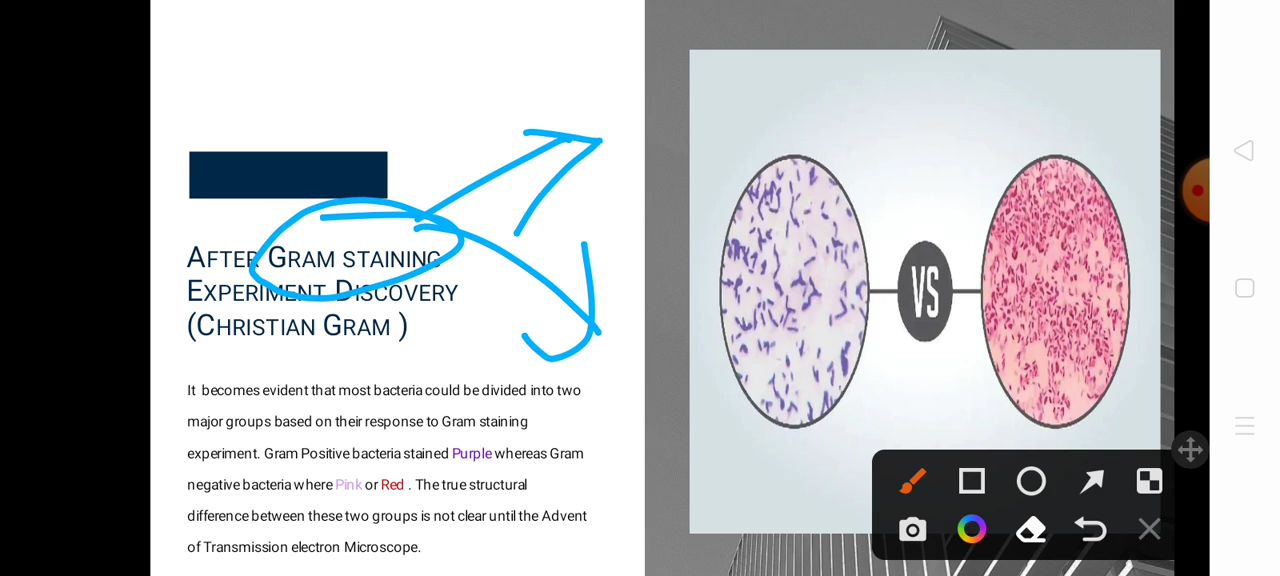 AFTER GRAM STAINING
EXPERIMENT DISCOVERY
(CHRISTIAN GRAM )
It becomes evident that most bacteria could be divided into two
major groups based on their response to Gram staining
experiment. Gram Positive bacteria stained Purple whereas Gram
negative bacteria where Pink or Red . The true structural
difference between these two groups is not clear until the Advent
of Transmission electron Microscope.
VS